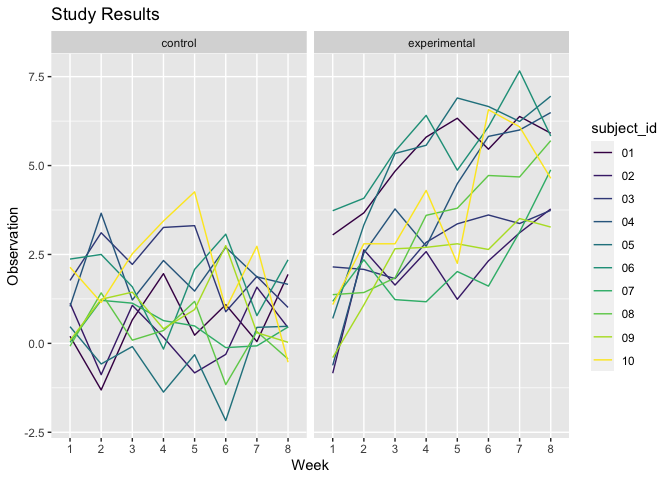 Study Results
control experimental
7.5
5.0
2.5
0.0
-2.5
Observation
1 2 3 4 5 6 7 8 1 2 3 4 5 6 7 8
Week
subject_id
01
02
03
04
05
06
07
08
09
10